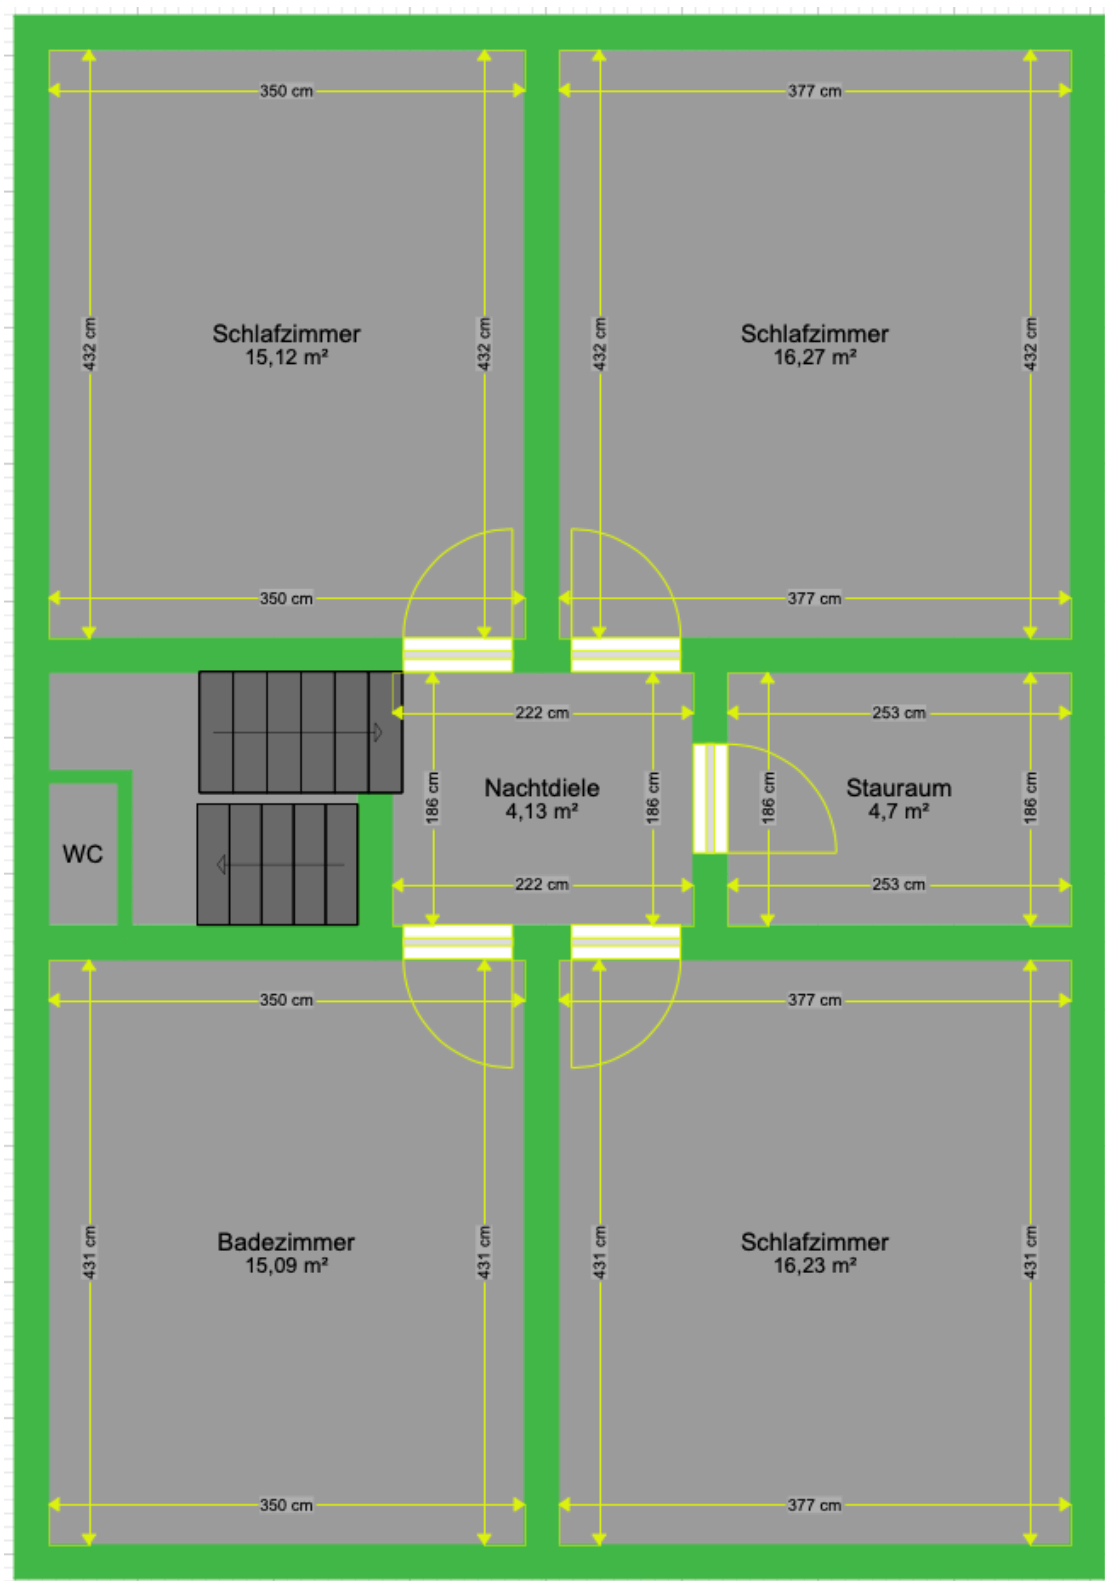 350 cm
377 cm
432 cm
432 cm
432 cm
432 cm
Schlafzimmer
15,12 m²
Schlafzimmer
16,27 m²
350 cm
377 cm
222 cm
253 cm
186 cm
186 cm
186 cm
186 cm
Nachtdiele
4,13 m²
Stauraum
4,7 m²
WC
222 cm
253 cm
350 cm
377 cm
431 cm
431 cm
431 cm
431 cm
Badezimmer
15,09 m²
Schlafzimmer
16,23 m²
350 cm
377 cm